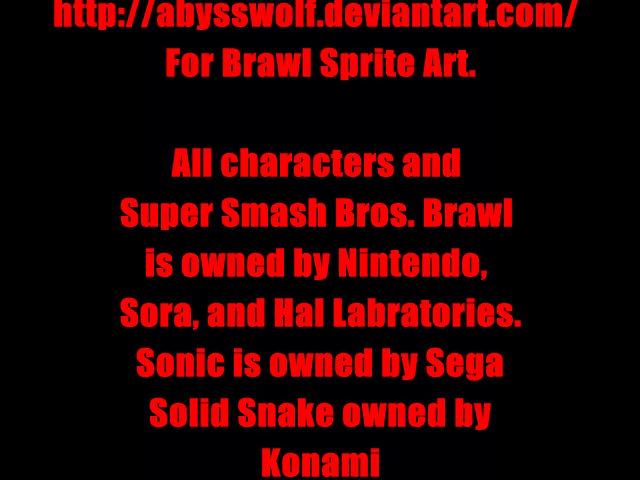 http://abysswolf.deviantart.com/
For Brawl Sprite Art.
All characters and
Super Smash Bros. Brawl
is owned by Nintendo,
Sora, and Hal Labratories.
Sonic is owned by Sega
Solid Snake owned by
Konami